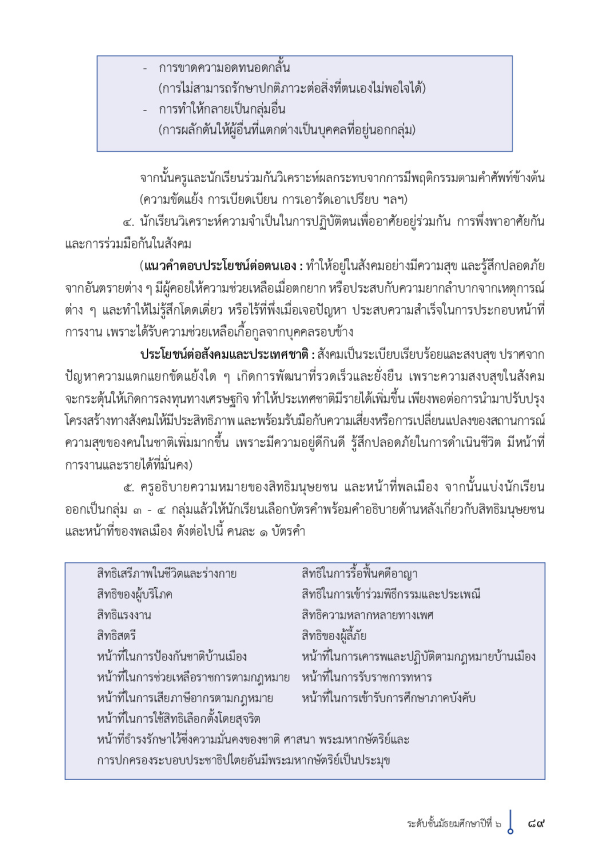 - การขาดความอดทนอดกลั้น
(การไม่สามารถรักษาปกติภาวะต่อสิ่งที่ตนเองไม่พอใจได้)
- การทำให้กลายเป็นกลุ่มอื่น
(การผลักดันให้ผู้อื่นที่แตกต่างเป็นบุคคลที่อยู่นอกกลุ่ม)
จากนั้นครูและนักเรียนร่วมกันวิเคราะห์ผลกระทบจากการมีพฤติกรรมตามคำศัพท์ข้างต้น
(ความขัดแย้ง การเบียดเบียน การเอารัดเอาเปรียบ ฯลฯ)
๔. นักเรียนวิเคราะห์ความจำเป็นในการปฏิบัติตนเพื่ออาศัยอยู่ร่วมกัน การพึ่งพาอาศัยกัน
และการร่วมมือกันในสังคม
(แนวคำตอบประโยชน์ต่อตนเอง : ทำให้อยู่ในสังคมอย่างมีความสุข และรู้สึกปลอดภัย
จากอันตรายต่าง ๆ มีผู้คอยให้ความช่วยเหลือเมื่อตกยาก หรือประสบกับความยากลำบากจากเหตุการณ์
ต่าง ๆ และทำให้ไม่รู้สึกโดดเดี่ยว หรือไร้ที่พึ่งเมื่อเจอปัญหา ประสบความสำเร็จในการประกอบหน้าที่
การงาน เพราะได้รับความช่วยเหลือเกื้อกูลจากบุคคลรอบข้าง
ประโยชน์ต่อสังคมและประเทศชาติ : สังคมเป็นระเบียบเรียบร้อยและสงบสุข ปราศจาก
ปัญหาความแตกแยกขัดแย้งใด ๆ เกิดการพัฒนาที่รวดเร็วและยั่งยืน เพราะความสงบสุขในสังคม
จะกระตุ้นให้เกิดการลงทุนทางเศรษฐกิจ ทำให้ประเทศชาติมีรายได้เพิ่มขึ้น เพียงพอต่อการนำมาปรับปรุง
โครงสร้างทางสังคมให้มีประสิทธิภาพ และพร้อมรับมือกับความเสี่ยงหรือการเปลี่ยนแปลงของสถานการณ์
ความสุขของคนในชาติเพิ่มมากขึ้น เพราะมีความอยู่ดีกินดี รู้สึกปลอดภัยในการดำเนินชีวิต มีหน้าที่
การงานและรายได้ที่มั่นคง)
๕. ครูอธิบายความหมายของสิทธิมนุษยชน และหน้าที่พลเมือง จากนั้นแบ่งนักเรียน
ออกเป็นกลุ่ม ๓ - ๔ กลุ่มแล้วให้นักเรียนเลือกบัตรคำพร้อมคำอธิบายด้านหลังเกี่ยวกับสิทธิมนุษยชน
และหน้าที่ของพลเมือง ดังต่อไปนี้ คนละ ๑ บัตรคำ
สิทธิเสรีภาพในชีวิตและร่างกาย สิทธิในการรื้อฟื้นคดีอาญา
สิทธิของผู้บริโภค สิทธิในการเข้าร่วมพิธีกรรมและประเพณี
สิทธิแรงงาน สิทธิความหลากหลายทางเพศ
สิทธิสตรี สิทธิของผู้ลี้ภัย
หน้าที่ในการป้องกันชาติบ้านเมือง หน้าที่ในการเคารพและปฏิบัติตามกฎหมายบ้านเมือง
หน้าที่ในการช่วยเหลือราชการตามกฎหมาย หน้าที่ในการรับราชการทหาร
หน้าที่ในการเสียภาษีอากรตามกฎหมาย หน้าที่ในการเข้ารับการศึกษาภาคบังคับ
หน้าที่ในการใช้สิทธิเลือกตั้งโดยสุจริต
หน้าที่ธำรงรักษาไว้ซึ่งความมั่นคงของชาติ ศาสนา พระมหากษัตริย์และ
การปกครองระบอบประชาธิปไตยอันมีพระมหากษัตริย์เป็นประมุข
ระดับชั้นมัธยมศึกษาปีที่ ๖ ๘๙